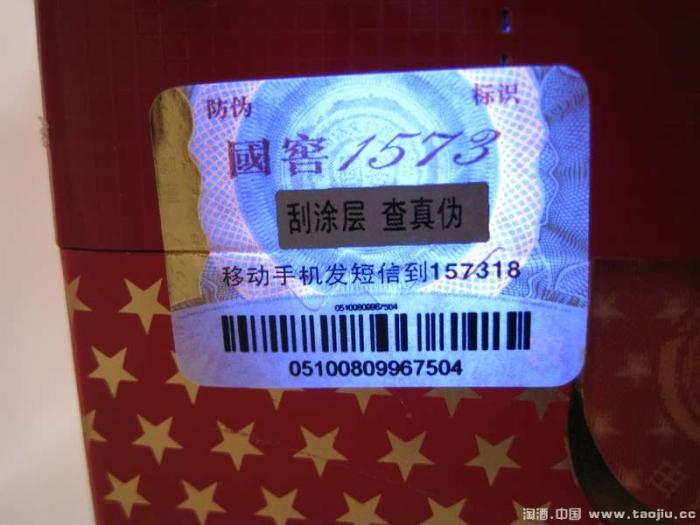 防伪 标识
國窖1573
刮涂层 查真伪
移动手机发短信到157318
05100809967504
05100809967504
淘酒.中国 www.taojiu.cc